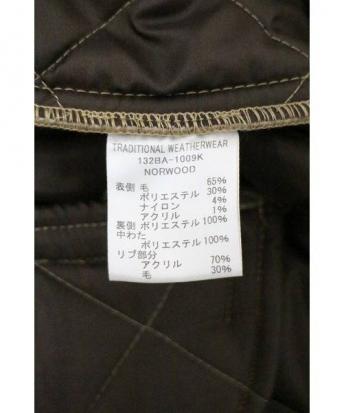 TRADITIONAL WEATHERWEAR
132BA-1009K
NORWOOD
表側 毛 65%
ポリエステル 30%
ナイロン 4%
アクリル 1%
裏側 ポリエステル 100%
中わた
ポリエステル 100%
リブ部分
アクリル 70%
毛 30%